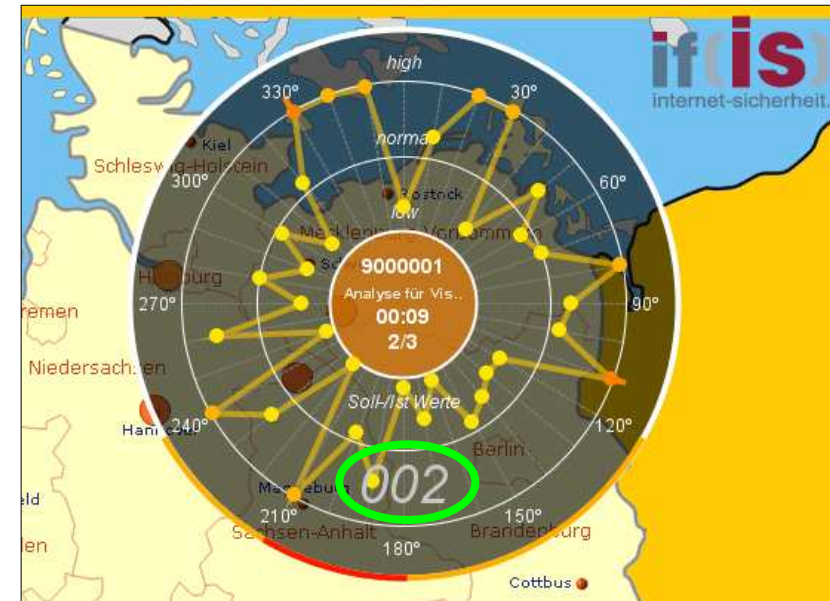 if(is)
internet-sicherheit.
high
330°
30°
Kiel
normal
Schleswig-Holstein
300°
60°
Rostock
low
Mecklenburg-Vorpommern
9000001
Hamburg
Analyse für Vis..
270°
00:09
90°
remen
2/3
Niedersachsen
Soll-/Ist Werte
240°
Hannover
120°
Berlin
Magdeburg
002
210°
150°
Sachsen-Anhalt
Brandenburg
180°
Cottbus